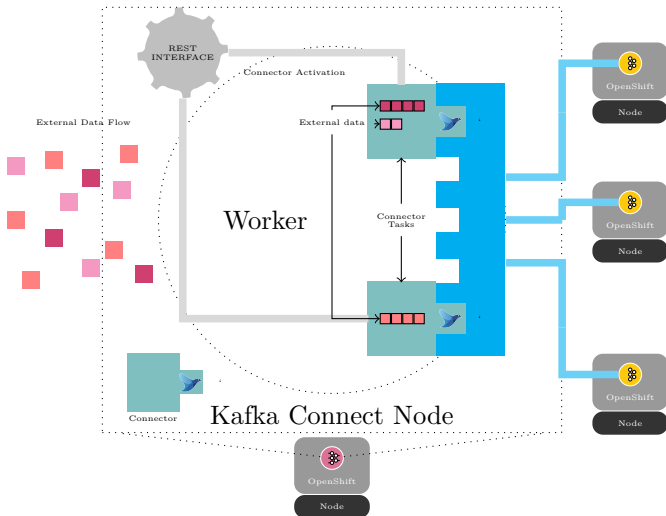 REST
INTERFACE
Connector Activation
External Data Flow
External data
Worker
Connector
Tasks
Connector
Kafka Connect Node
OpenShift
Node
OpenShift
Node
OpenShift
Node
OpenShift
Node